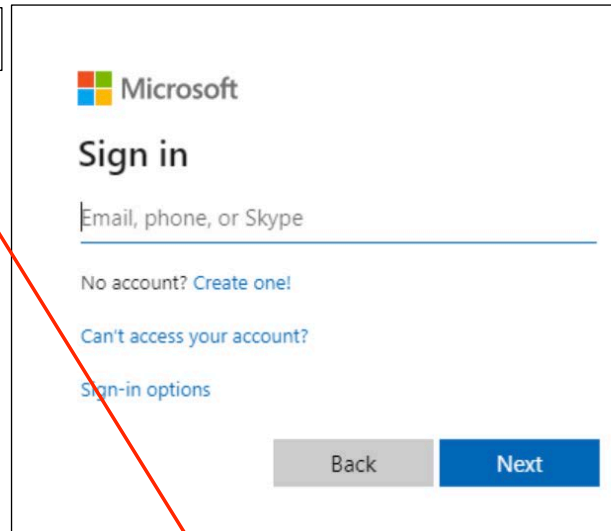 Microsoft
Sign in
Email, phone, or Skype
No account? Create one!
Can't access your account?
Sign-in options
Back Next